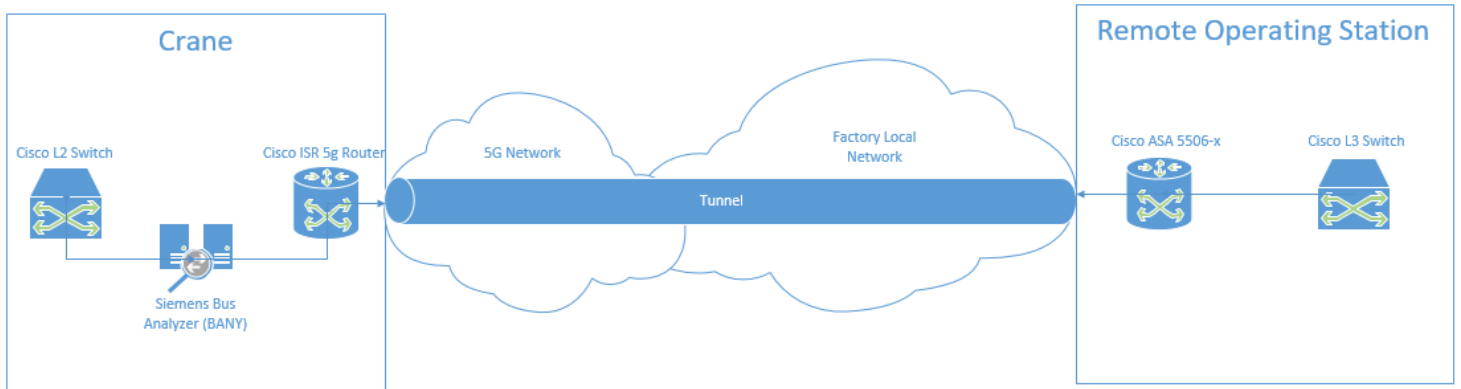 Crane
Remote Operating Station
Cisco L2 Switch
Cisco ISR 5g Router
5G Network
Factory Local
Network
Cisco ASA 5506-x
Cisco L3 Switch
Tunnel
Siemens Bus
Analyzer (BANY)